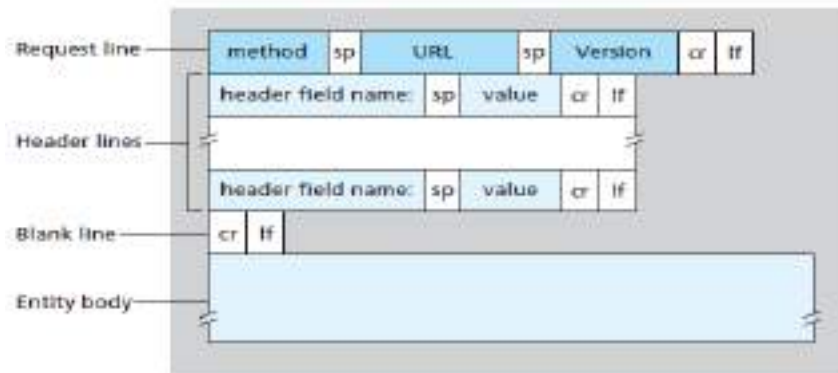 Request line method sp URL sp Version cr lf
header field name: sp value cr lf
Header lines
header field name: sp value cr lf
Blank line cr lf
Entity body